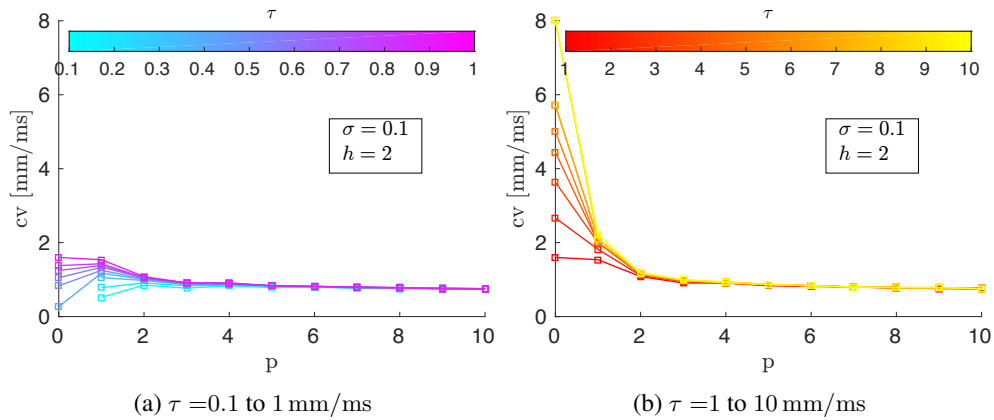 τ
8
0.1 0.2 0.3 0.4 0.5 0.6 0.7 0.8 0.9 1
6
σ = 0.1
h = 2
4
2
0
cv [mm/ms]
0 2 4 6 8 10
p
(a) τ =0.1 to 1 mm/ms
τ
8
1 2 3 4 5 6 7 8 9 10
6
σ = 0.1
h = 2
4
2
0
cv [mm/ms]
0 2 4 6 8 10
p
(b) τ =1 to 10 mm/ms